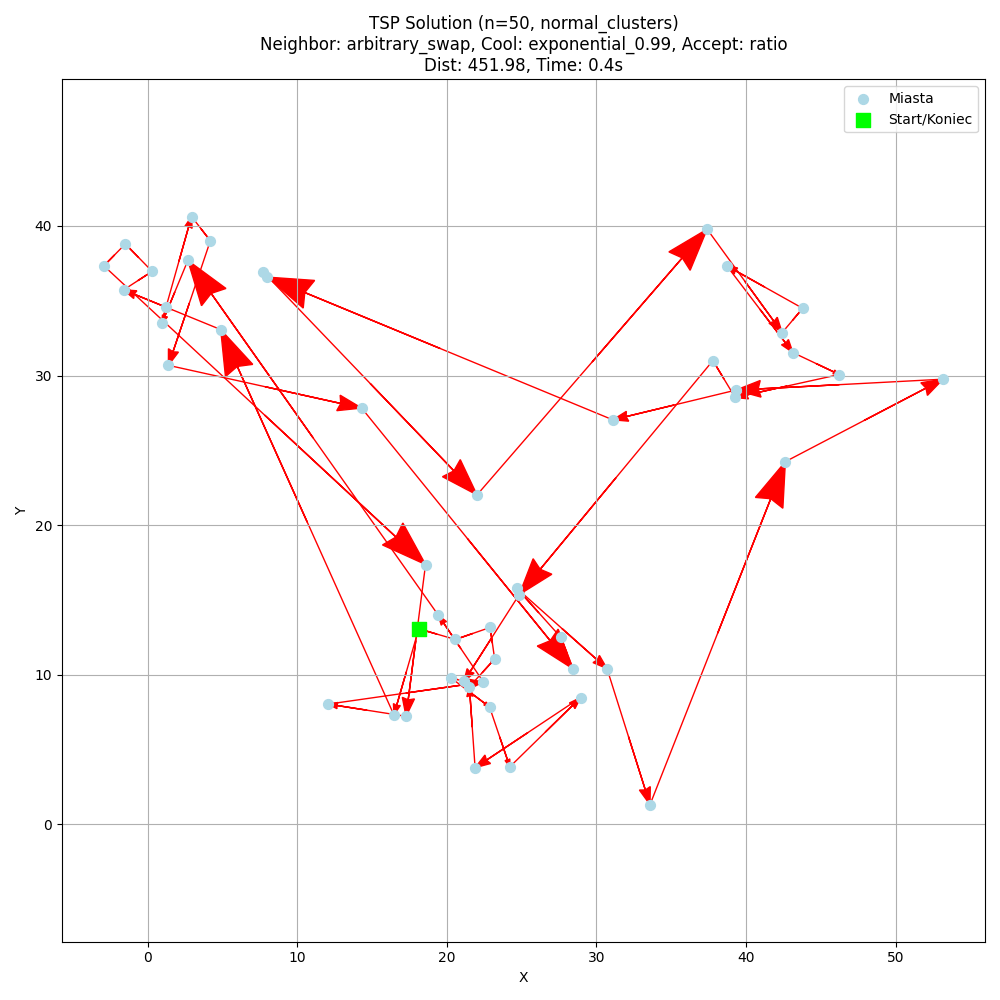 TSP Solution (n=50, normal_clusters)
Neighbor: arbitrary_swap, Cool: exponential_0.99, Accept: ratio
Dist: 451.98, Time: 0.4s
Miasta
Start/Koniec
40
30
20
10
0
Y
0 10 20 30 40 50
X